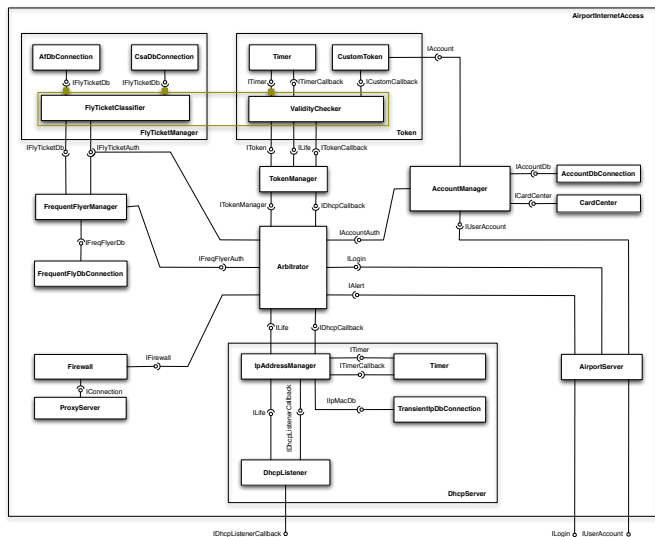 AirportInternetAccess
AfDbConnection
CsaDbConnection
Timer
CustomToken
IAccount
IFlyTicketDb
IFlyTicketDb
ITimer
ITimerCallback
ICustomCallback
FlyTicketClassifier
ValidityChecker
FlyTicketManager
Token
IFlyTicketDb
IFlyTicketAuth
IToken
ILife
ITokenCallback
IAccountDb
AccountDbConnection
TokenManager
AccountManager
ICardCenter
CardCenter
FrequentFlyerManager
ITokenManager
IDhcpCallback
IUserAccount
IAccountAuth
IFreqFlyerDb
IFreqFlyerAuth
Arbitrator
ILogin
FrequentFlyDbConnection
IAlert
ILife
IDhcpCallback
IFirewall
ITimer
Firewall
IpAddressManager
ITimerCallback
Timer
AirportServer
IConnection
ProxyServer
ILife
IDhcpListenerCallback
IIpMacDb
TransientIpDbConnection
DhcpListener
DhcpServer
IDhcpListenerCallback
ILogin
IUserAccount